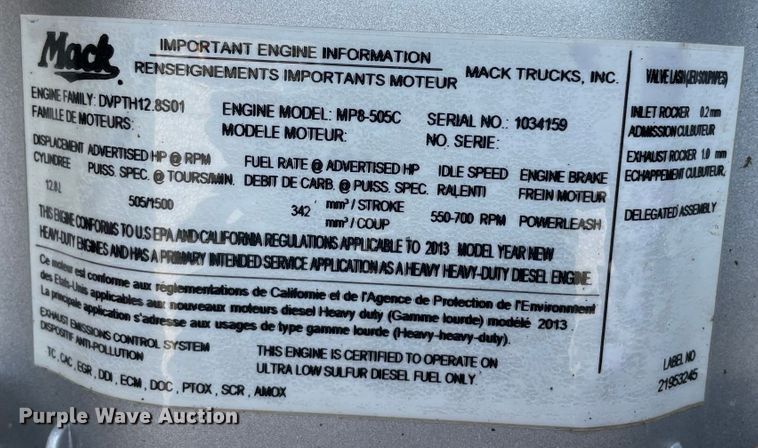 Mack
IMPORTANT ENGINE INFORMATION
RENSEIGNEMENTS IMPORTANTS MOTEUR
MACK TRUCKS, INC.
ENGINE FAMILY: DVPTH12.8S01
FAMILLE DE MOTEURS:
ENGINE MODEL: MP8-505C
MODELE MOTEUR:
SERIAL NO.: 1034159
NO. SERIE:
DISPLACEMENT
CYLINDREE
12.8L
ADVERTISED HP @ RPM
PUISS. SPEC. @ TOURS/MIN.
505/1500
FUEL RATE @ ADVERTISED HP
DEBIT DE CARB. @ PUISS. SPEC.
342 mm³ / STROKE
mm³ / COUP
IDLE SPEED
RALENTI
550-700 RPM
ENGINE BRAKE
FREIN MOTEUR
POWERLEASH
THIS ENGINE CONFORMS TO U.S EPA AND CALIFORNIA REGULATIONS APPLICABLE TO 2013 MODEL YEAR NEW
HEAVY-DUTY ENGINES AND HAS A PRIMARY INTENDED SERVICE APPLICATION AS A HEAVY HEAVY-DUTY DIESEL ENGINE
Ce moteur est conforme aux réglementations de Californie et de l'Agence de Protection de l'Environment
des Etats-Unis applicables aux nouveaux moteurs diesel Heavy duty (Gamme lourde) modélé 2013
La principale application s'adresse aux usages de type gamme lourde (Heavy-heavy-duty).
EXHAUST EMISSIONS CONTROL SYSTEM
DISPOSITIF ANTI-POLLUTION
TC, CAC, EGR, DDI, ECM, DOC, PTOX, SCR, AMOX
THIS ENGINE IS CERTIFIED TO OPERATE ON
ULTRA LOW SULFUR DIESEL FUEL ONLY
VALVE LASH (JEU SOUPAPES)
INLET ROCKER 0.2 mm
ADMISSION CULBUTEUR
EXHAUST ROCKER 1.0 mm
ECHAPPEMENT CULBUTEUR,
DELEGATED ASSEMBLY
LABEL NO
21953245
Purple Wave Auction